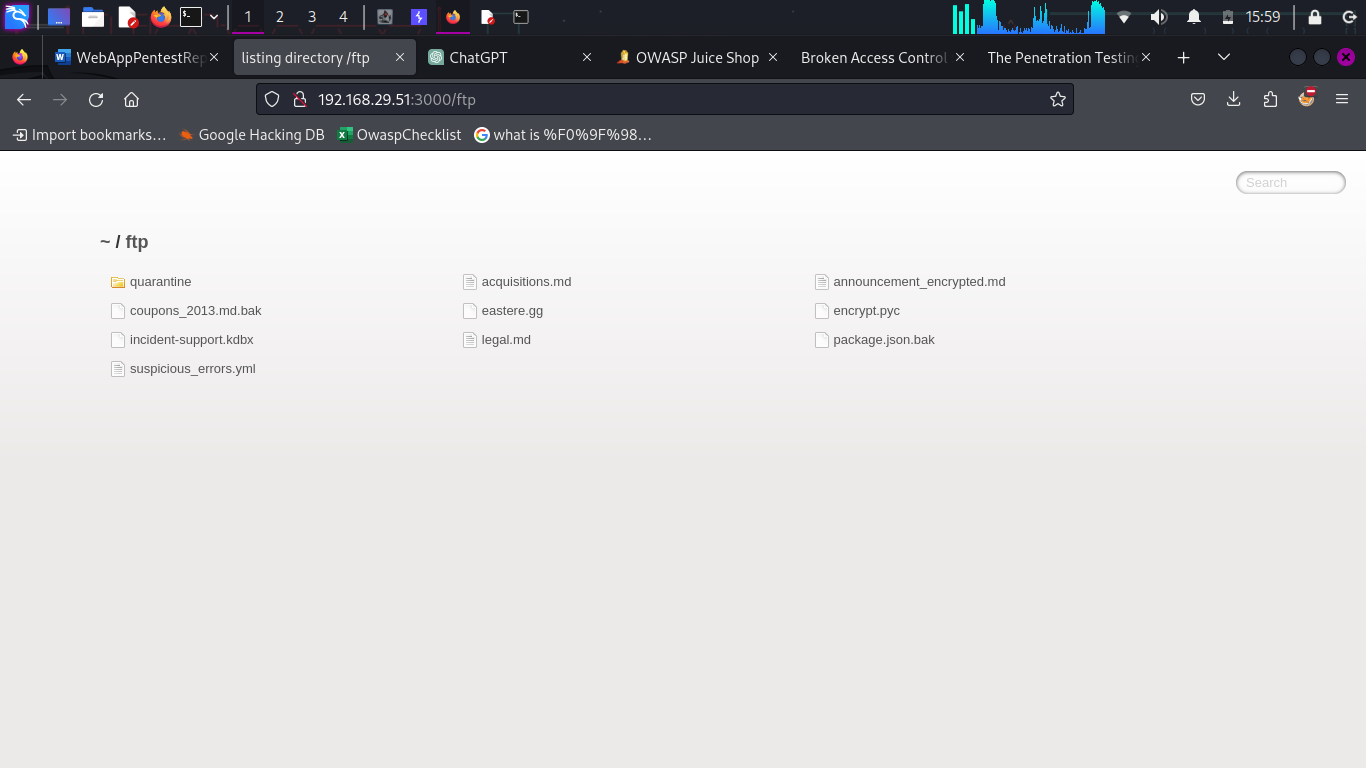 1 2 3 4 15:59
WebAppPentestRep listing directory /ftp ChatGPT OWASP Juice Shop Broken Access Control The Penetration Testing
192.168.29.51:3000/ftp
Import bookmarks… Google Hacking DB OwaspChecklist what is %F0%9F%98…
Search
~ / ftp
quarantine acquisitions.md announcement_encrypted.md
coupons_2013.md.bak eastere.gg encrypt.pyc
incident-support.kdbx legal.md package.json.bak
suspicious_errors.yml